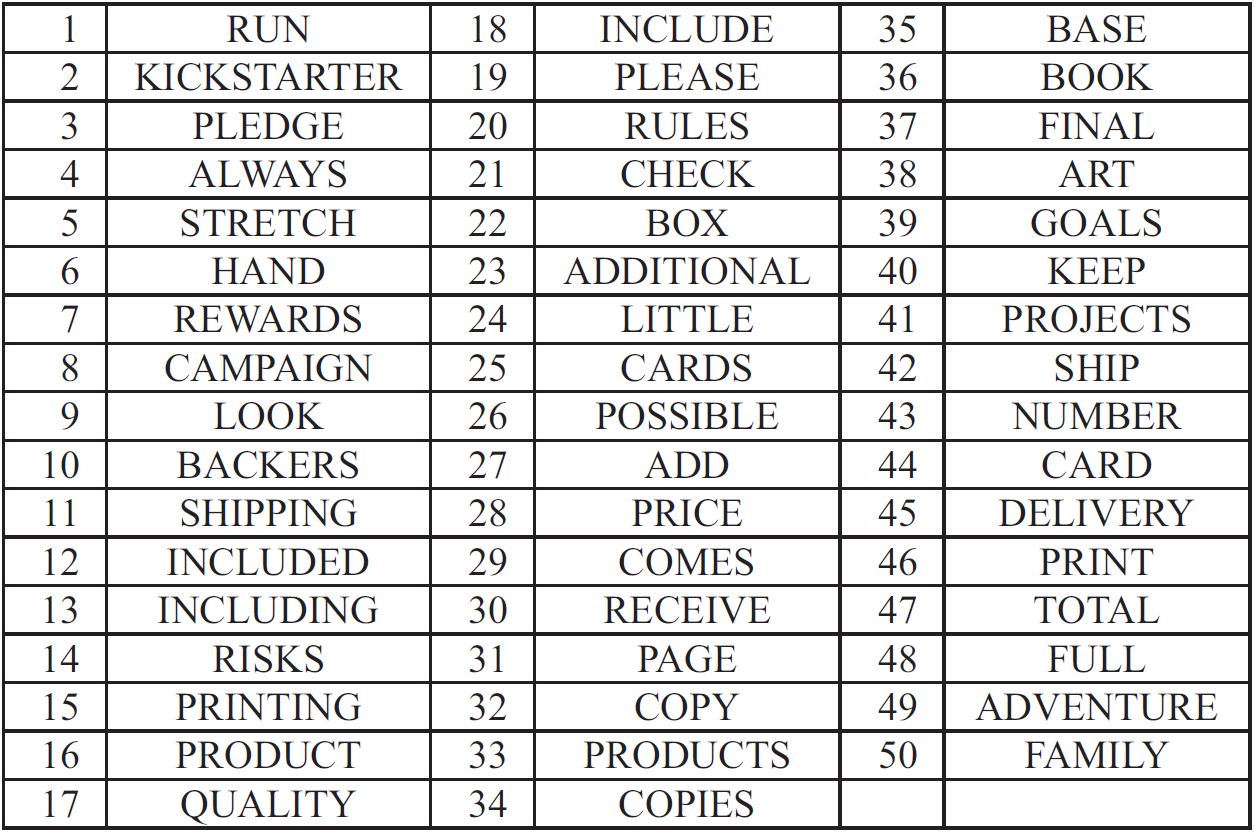 1 RUN 18 INCLUDE 35 BASE
2 KICKSTARTER 19 PLEASE 36 BOOK
3 PLEDGE 20 RULES 37 FINAL
4 ALWAYS 21 CHECK 38 ART
5 STRETCH 22 BOX 39 GOALS
6 HAND 23 ADDITIONAL 40 KEEP
7 REWARDS 24 LITTLE 41 PROJECTS
8 CAMPAIGN 25 CARDS 42 SHIP
9 LOOK 26 POSSIBLE 43 NUMBER
10 BACKERS 27 ADD 44 CARD
11 SHIPPING 28 PRICE 45 DELIVERY
12 INCLUDED 29 COMES 46 PRINT
13 INCLUDING 30 RECEIVE 47 TOTAL
14 RISKS 31 PAGE 48 FULL
15 PRINTING 32 COPY 49 ADVENTURE
16 PRODUCT 33 PRODUCTS 50 FAMILY
17 QUALITY 34 COPIES